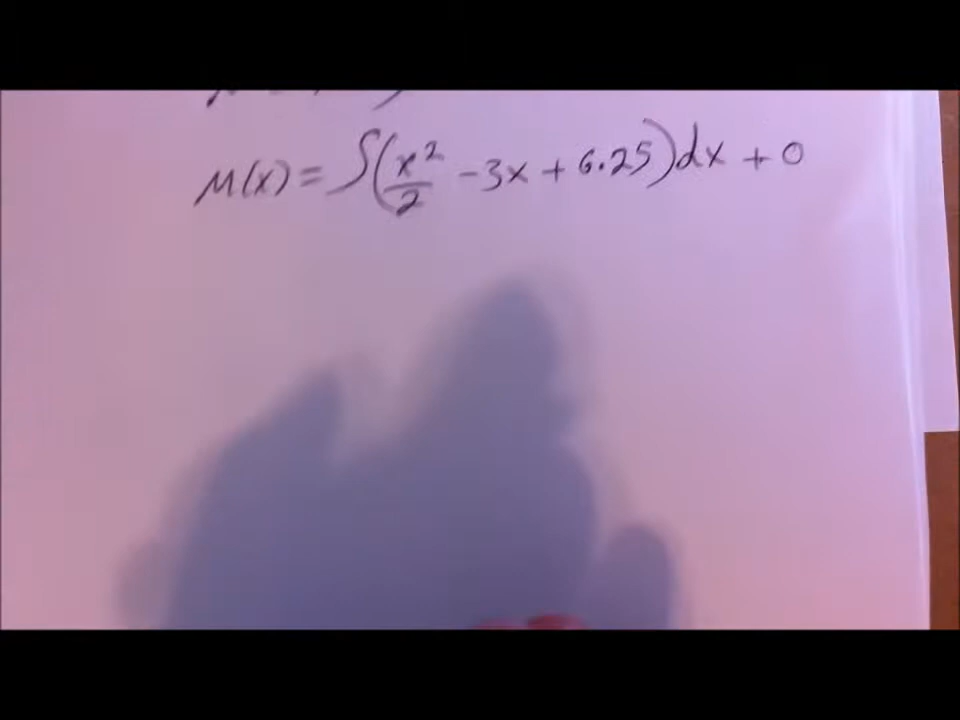 M(x) = ∫(x²/2 - 3x + 6.25)dx + 0